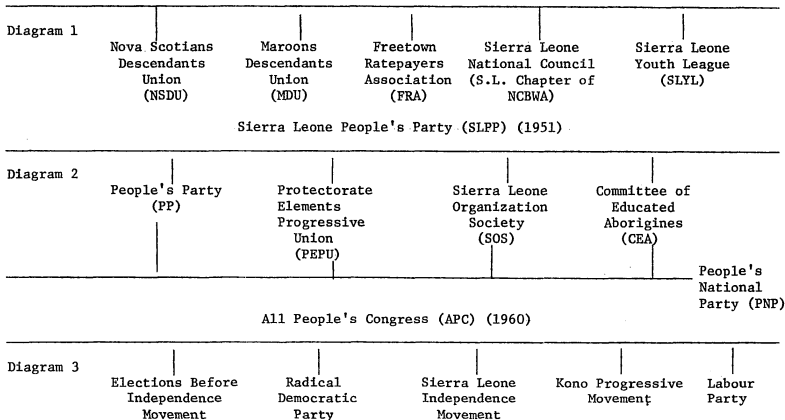 Diagram 1
Nova Scotians Descendants Union (NSDU)
Maroons Descendants Union (MDU)
Freetown Ratepayers Association (FRA)
Sierra Leone National Council (S.L. Chapter of NCBWA)
Sierra Leone Youth League (SLYL)
Sierra Leone People's Party (SLPP) (1951)
Diagram 2
People's Party (PP)
Protectorate Elements Progressive Union (PEPU)
Sierra Leone Organization Society (SOS)
Committee of Educated Aborigines (CEA)
People's National Party (PNP)
All People's Congress (APC) (1960)
Diagram 3
Elections Before Independence Movement
Radical Democratic Party
Sierra Leone Independence Movement
Kono Progressive Movement
Labour Party